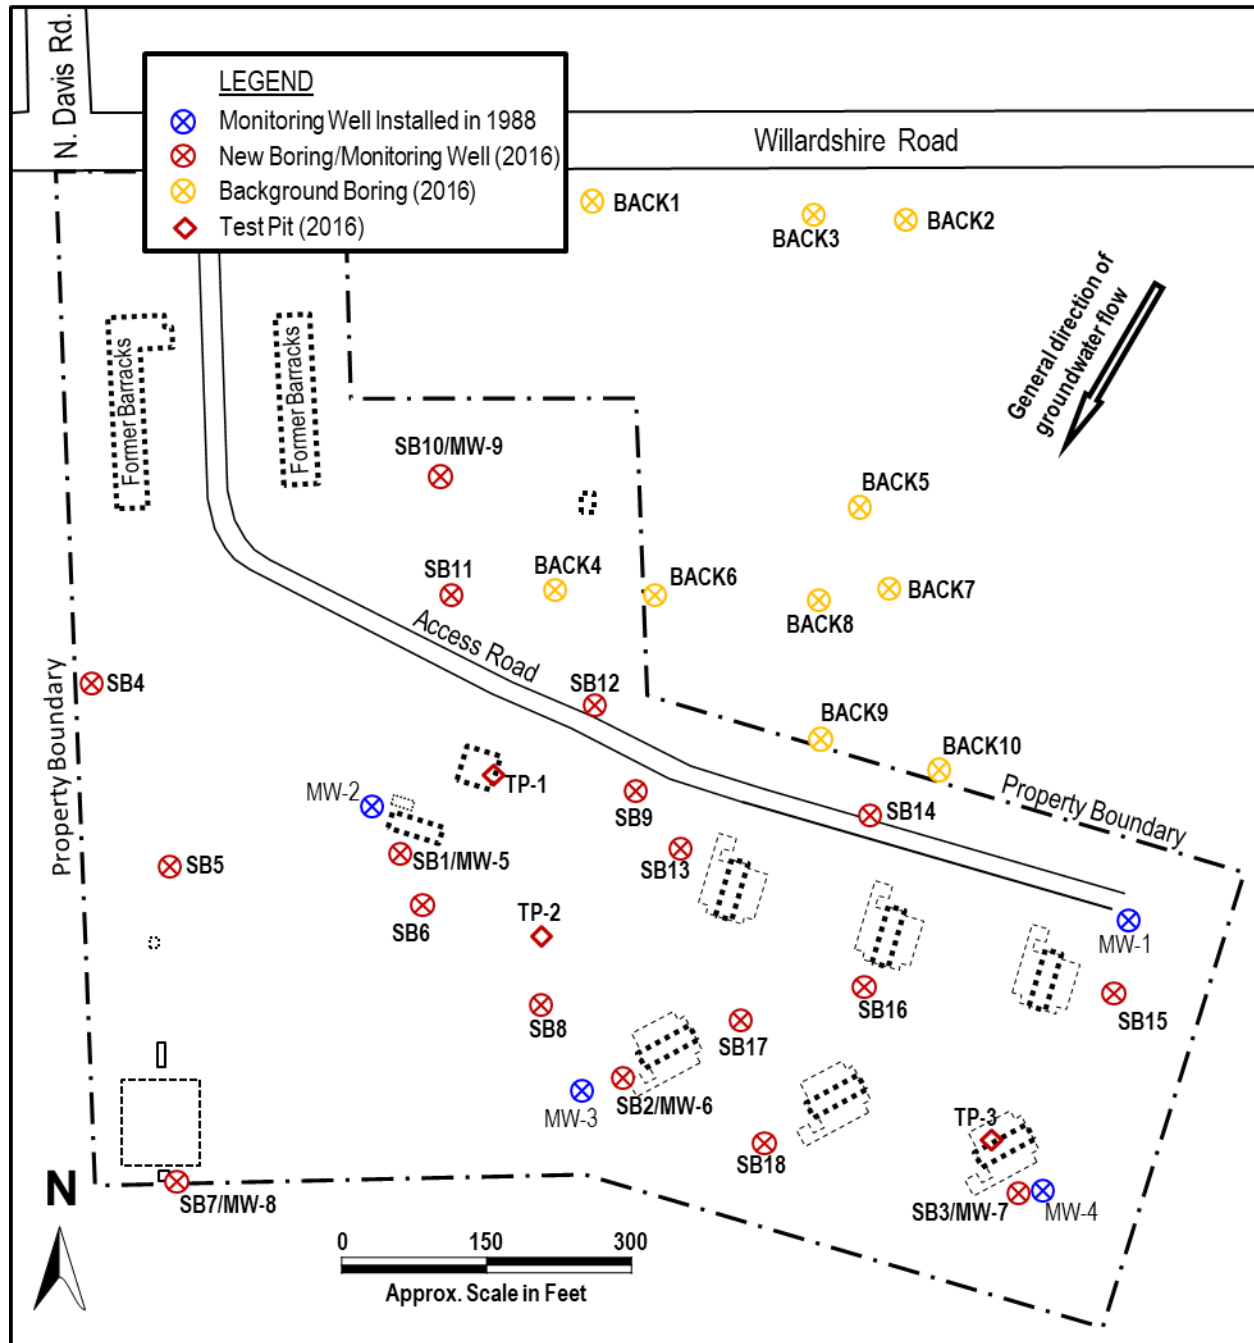 N. Davis Rd.
LEGEND
Monitoring Well Installed in 1988
New Boring/Monitoring Well (2016)
Background Boring (2016)
Test Pit (2016)
Willardshire Road
BACK1
BACK3
BACK2
General direction of
groundwater flow
Former Barracks
Former Barracks
SB10/MW-9
BACK5
SB11
BACK4
BACK6
BACK7
BACK8
Access Road
Property Boundary
SB4
SB12
BACK9
BACK10
Property Boundary
TP-1
MW-2
SB9
SB14
SB1/MW-5
SB13
SB5
SB6
TP-2
MW-1
SB8
SB17
SB16
SB15
MW-3
SB2/MW-6
TP-3
SB18
N
SB7/MW-8
SB3/MW-7
MW-4
0 150 300
Approx. Scale in Feet